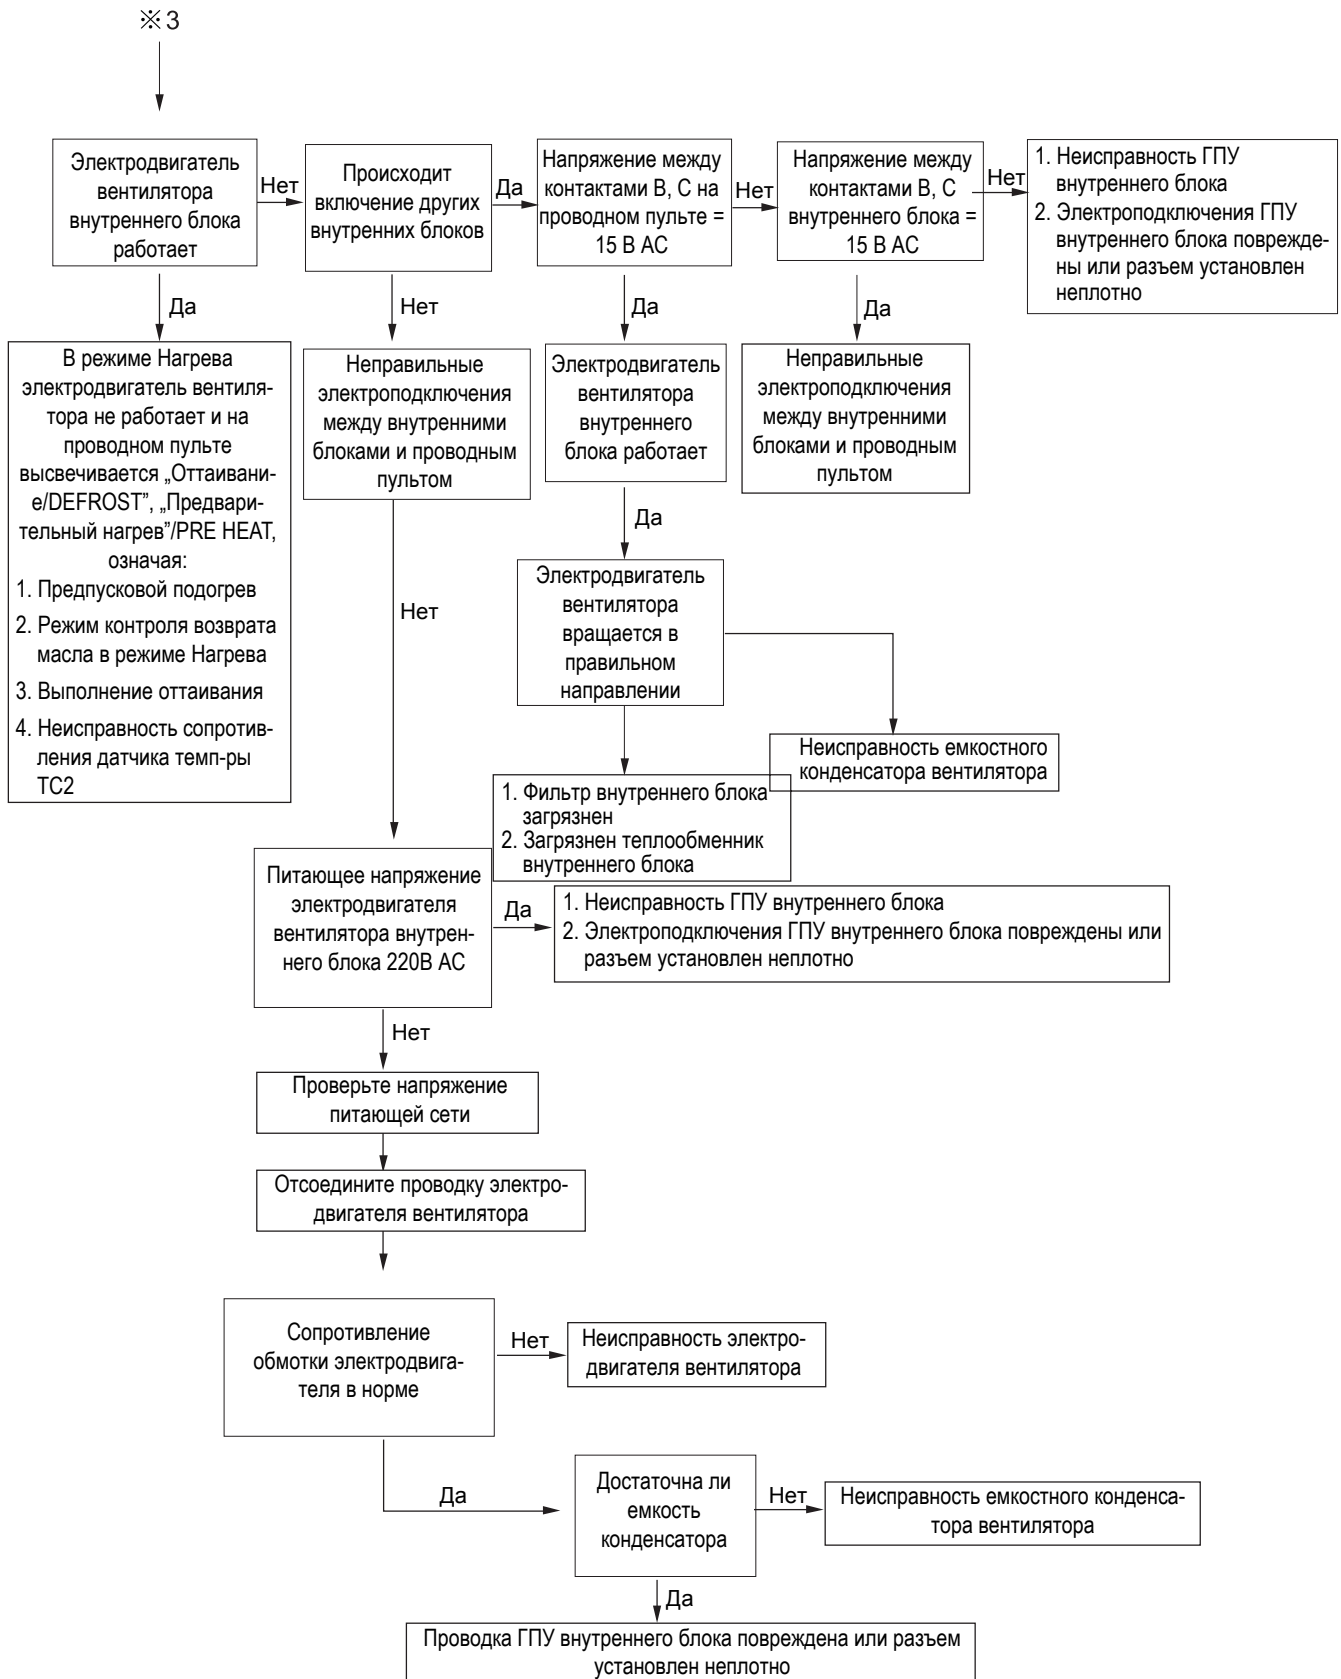 ※3
Электродвигатель
вентилятора
внутреннего блока
работает
Нет
Происходит
включение других
внутренних блоков
Да
Напряжение между
контактами B, C на
проводном пульте =
15 В AC
Нет
Напряжение между
контактами B, C
внутреннего блока =
15 В AC
Нет
1. Неисправность ГПУ
внутреннего блока
2. Электроподключения ГПУ
внутреннего блока поврежде-
ны или разъем установлен
неплотно
Да
Нет
Да
Да
В режиме Нагрева
электродвигатель вентиля-
тора не работает и на
проводном пульте
высвечивается „Оттаивани-
е/DEFROST”, „Предвари-
тельный нагрев”/PRE HEAT,
означая:
1. Предпусковой подогрев
2. Режим контроля возврата
масла в режиме Нагрева
3. Выполнение оттаивания
4. Неисправность сопротив-
ления датчика темп-ры
TC2
Неправильные
электроподключения
между внутренними
блоками и проводным
пультом
Электродвигатель
вентилятора
внутреннего
блока работает
Неправильные
электроподключения
между внутренними
блоками и проводным
пультом
Да
Нет
Электродвигатель
вентилятора
вращается в
правильном
направлении
Неисправность емкостного
конденсатора вентилятора
1. Фильтр внутреннего блока
загрязнен
2. Загрязнен теплообменник
внутреннего блока
Питающее напряжение
электродвигателя
вентилятора внутрен-
него блока 220В AC
Да
1. Неисправность ГПУ внутреннего блока
2. Электроподключения ГПУ внутреннего блока повреждены или
разъем установлен неплотно
Нет
Проверьте напряжение
питающей сети
Отсоедините проводку электро-
двигателя вентилятора
Сопротивление
обмотки электродвига-
теля в норме
Нет
Неисправность электро-
двигателя вентилятора
Да
Достаточна ли
емкость
конденсатора
Нет
Неисправность емкостного конденса-
тора вентилятора
Да
Проводка ГПУ внутреннего блока повреждена или разъем
установлен неплотно